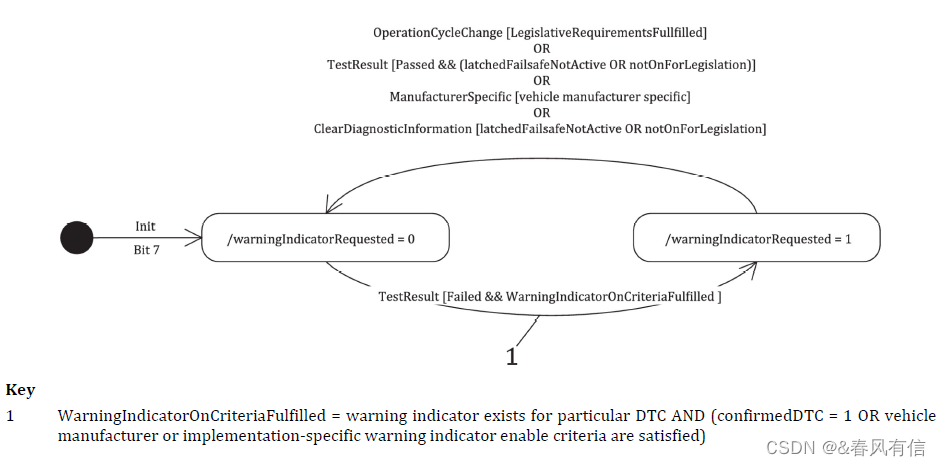 OperationCycleChange [LegislativeRequirementsFullfilled]
OR
TestResult [Passed && (latchedFailsafeNotActive OR notOnForLegislation)]
OR
ManufacturerSpecific [vehicle manufacturer specific]
OR
ClearDiagnosticInformation [latchedFailsafeNotActive OR notOnForLegislation]
Init
Bit 7
/warningIndicatorRequested = 0
/warningIndicatorRequested = 1
TestResult [Failed && WarningIndicatorOnCriteriaFulfilled ]
1
Key
1 WarningIndicatorOnCriteriaFulfilled = warning indicator exists for particular DTC AND (confirmedDTC = 1 OR vehicle
manufacturer or implementation-specific warning indicator enable criteria are satisfied)
CSDN @&春风有信